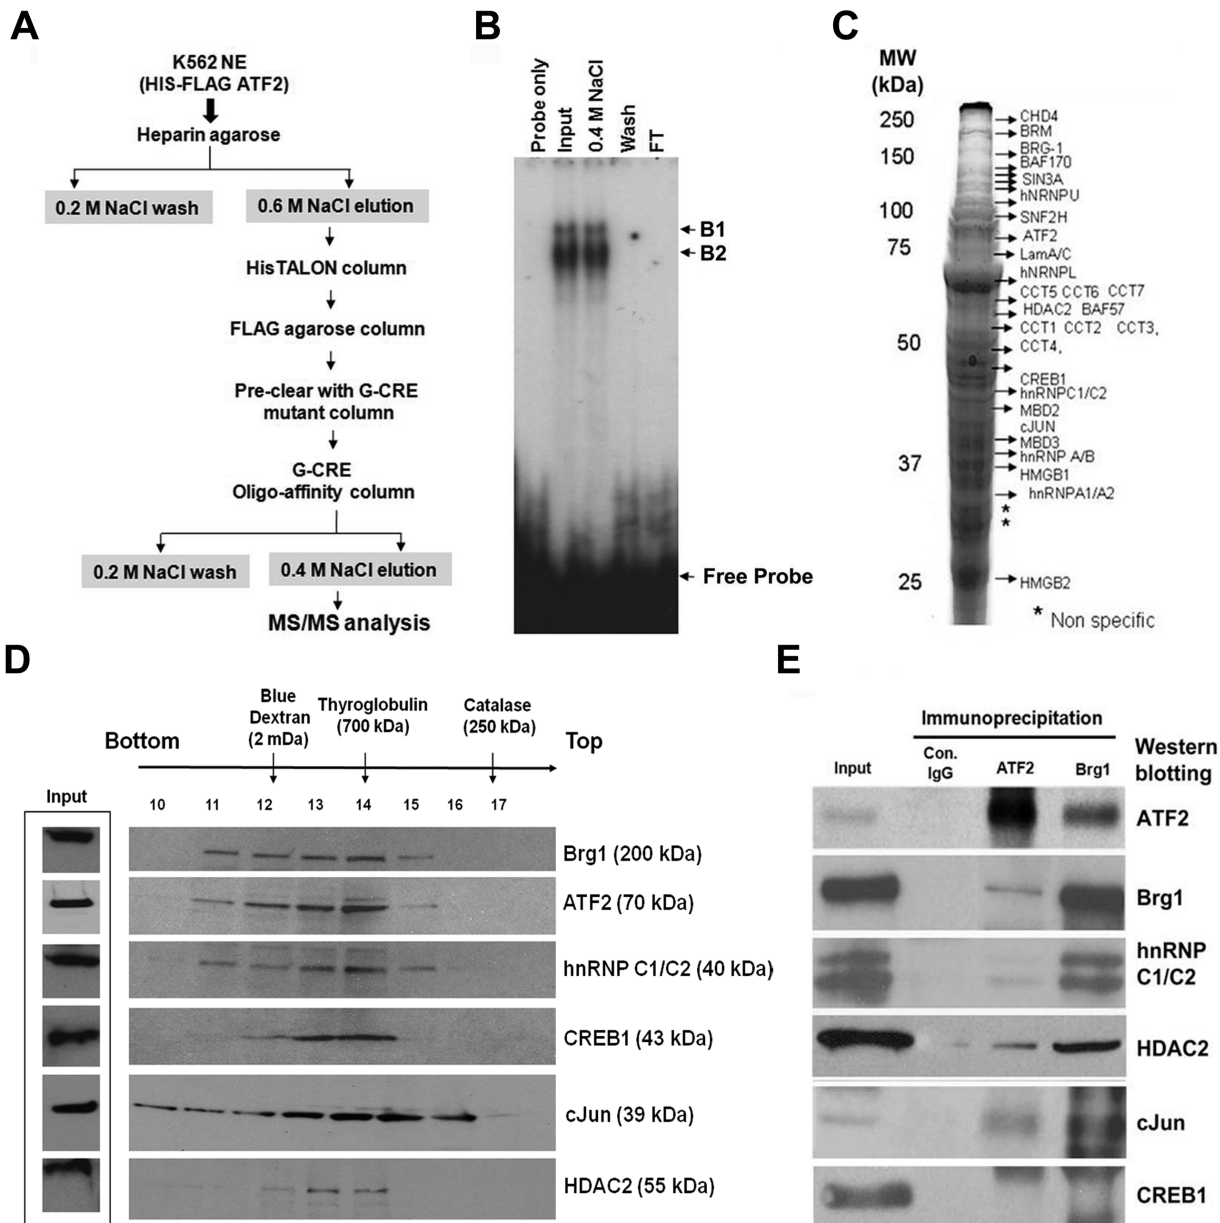 A
K562 NE
(HIS-FLAG ATF2)
Heparin agarose
0.2 M NaCl wash
0.6 M NaCl elution
HisTALON column
FLAG agarose column
Pre-clear with G-CRE
mutant column
G-CRE
Oligo-affinity column
0.2 M NaCl wash
0.4 M NaCl elution
MS/MS analysis
B
Probe only
Input
0.4 M NaCl
Wash
FT
B1
B2
Free Probe
C
MW
(kDa)
250
150
100
75
50
37
25
CHD4
BRM
BRG-1
BAF170
SIN3A
hNRNPU
SNF2H
ATF2
LamA/C
hNRNPL
CCT5 CCT6 CCT7
HDAC2 BAF57
CCT1 CCT2 CCT3,
CCT4,
CREB1
hnRNPC1/C2
MBD2
cJUN
MBD3
hnRNP A/B
HMGB1
hnRNPA1/A2
*
*
HMGB2
* Non specific
D
Blue
Dextran
(2 mDa)
Thyroglobulin
(700 kDa)
Catalase
(250 kDa)
Bottom
Top
Input
10 11 12 13 14 15 16 17
Brg1 (200 kDa)
ATF2 (70 kDa)
hnRNP C1/C2 (40 kDa)
CREB1 (43 kDa)
cJun (39 kDa)
HDAC2 (55 kDa)
E
Immunoprecipitation
Input
Con.
IgG
ATF2
Brg1
Western
blotting
ATF2
Brg1
hnRNP
C1/C2
HDAC2
cJun
CREB1